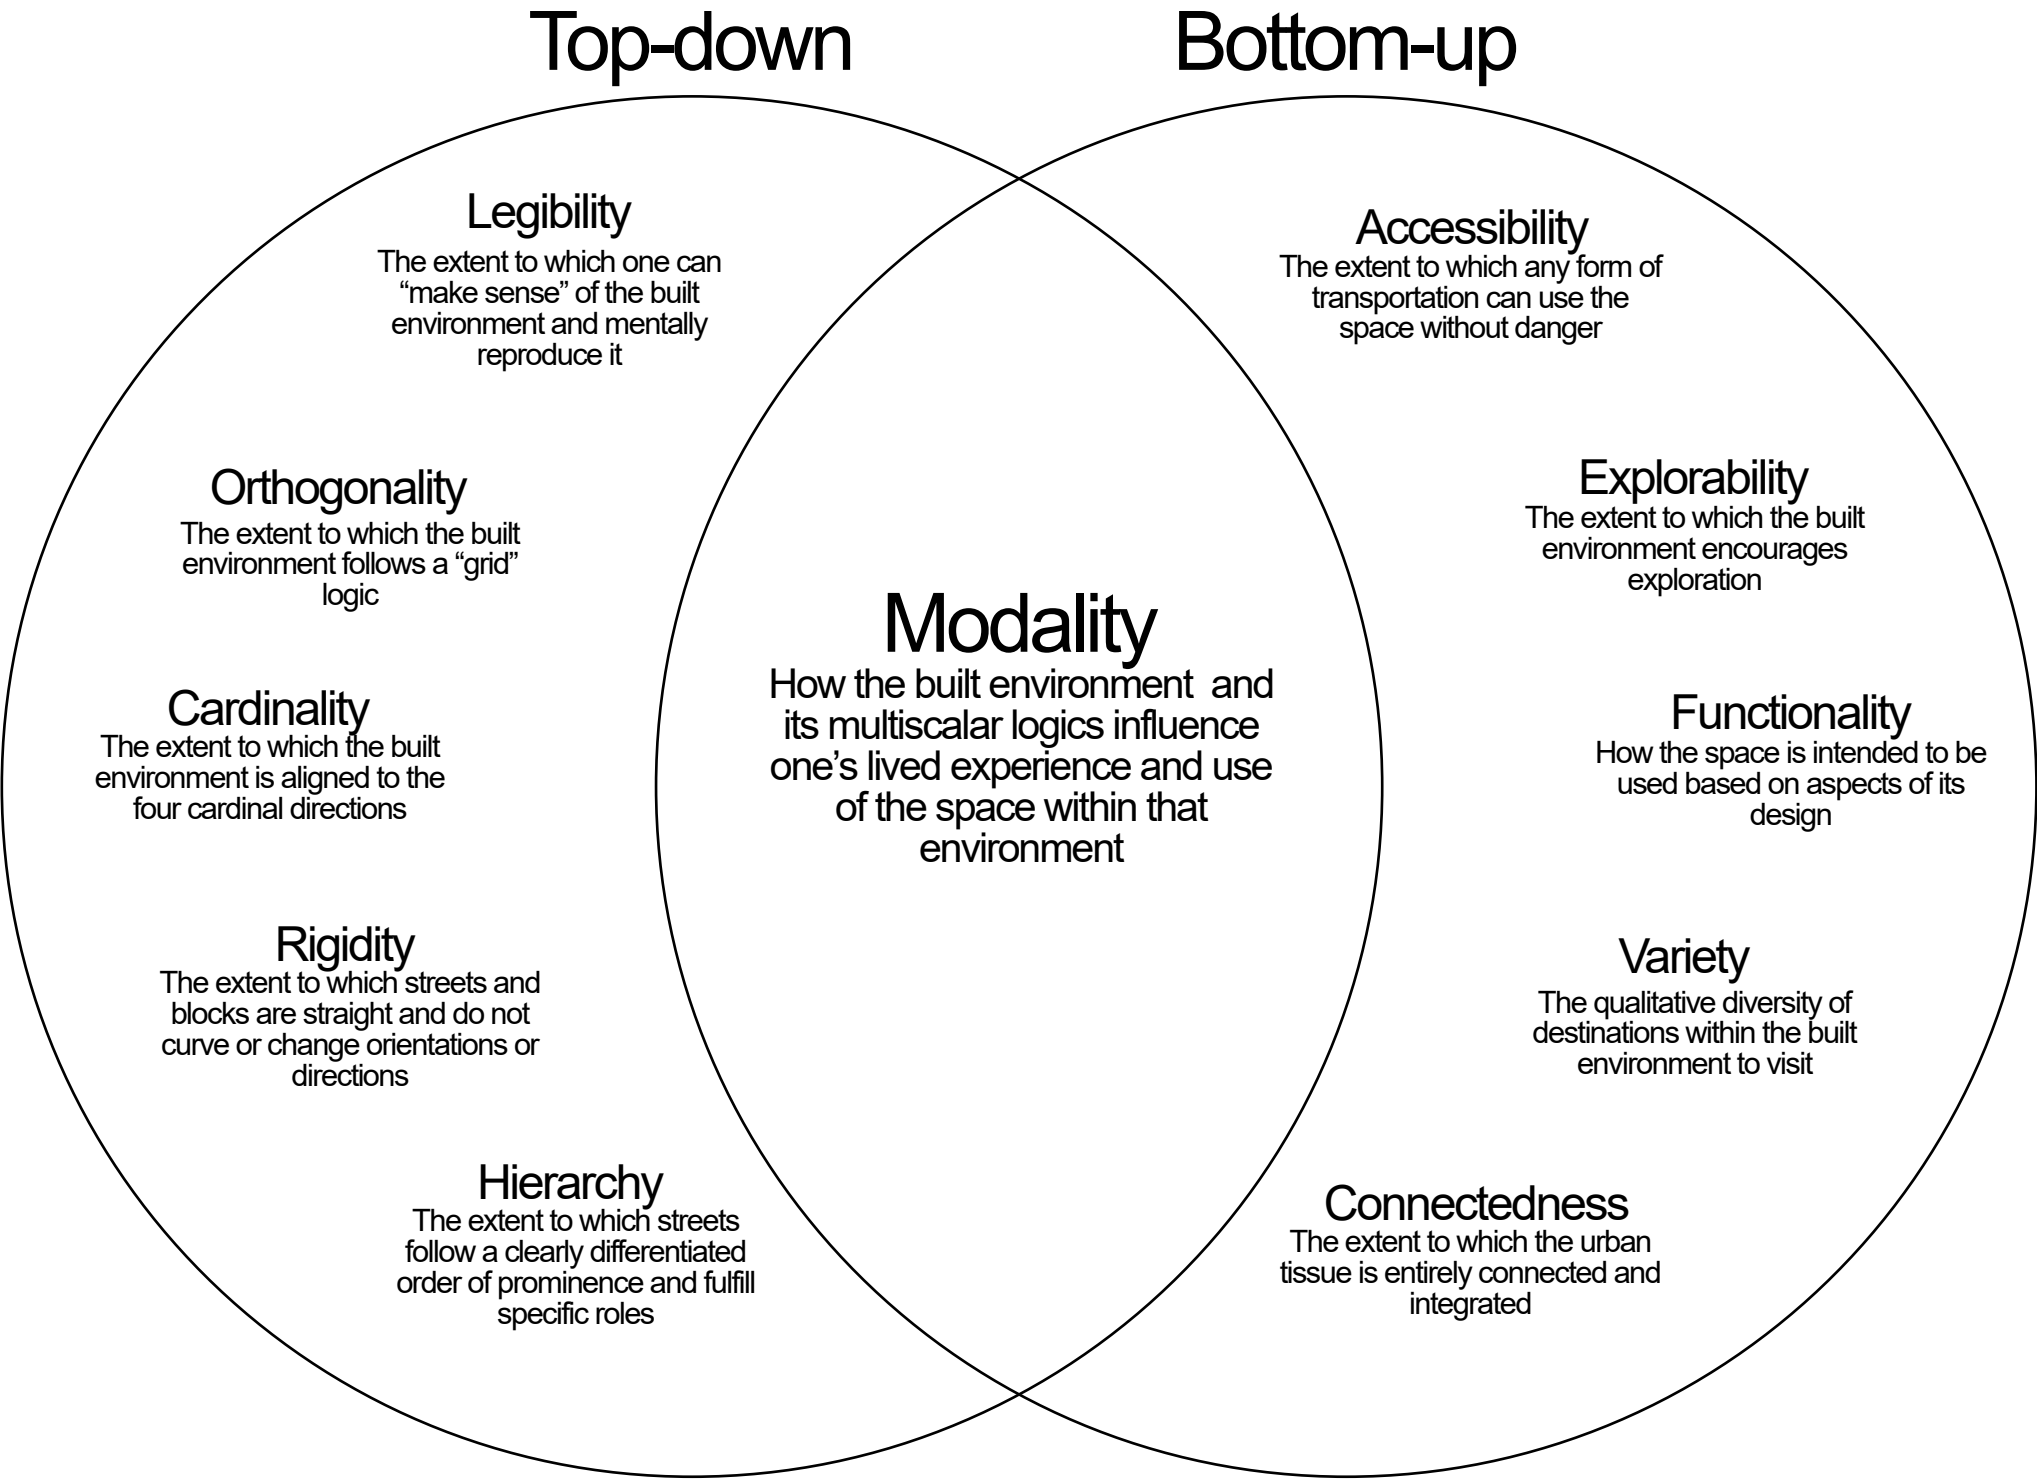 Top-down
Bottom-up
Legibility
The extent to which one can
“make sense” of the built
environment and mentally
reproduce it
Orthogonality
The extent to which the built
environment follows a “grid”
logic
Cardinality
The extent to which the built
environment is aligned to the
four cardinal directions
Rigidity
The extent to which streets and
blocks are straight and do not
curve or change orientations or
directions
Hierarchy
The extent to which streets
follow a clearly differentiated
order of prominence and fulfill
specific roles
Modality
How the built environment and
its multiscalar logics influence
one’s lived experience and use
of the space within that
environment
Accessibility
The extent to which any form of
transportation can use the
space without danger
Explorability
The extent to which the built
environment encourages
exploration
Functionality
How the space is intended to be
used based on aspects of its
design
Variety
The qualitative diversity of
destinations within the built
environment to visit
Connectedness
The extent to which the urban
tissue is entirely connected and
integrated